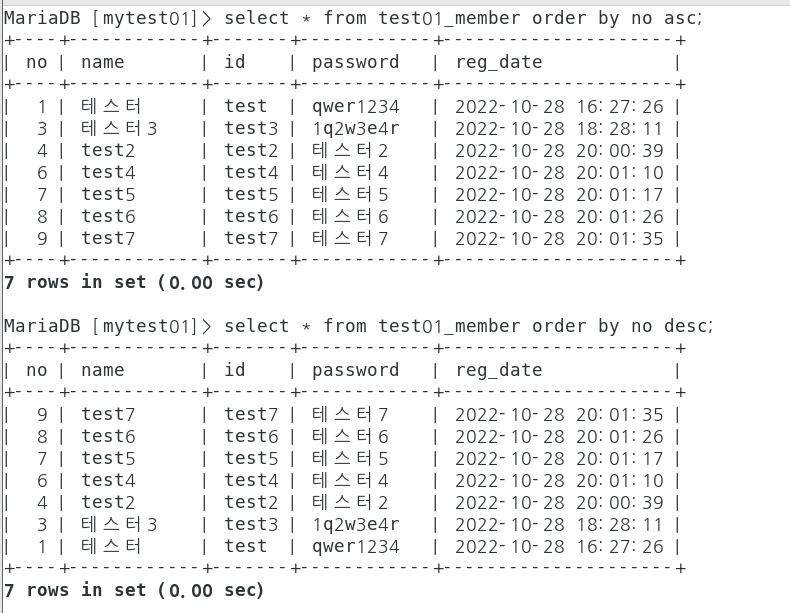 MariaDB [mytest01]> select * from test01_member order by no asc;
+----+------------+-------+------------+---------------------+
| no | name | id | password | reg_date |
+----+------------+-------+------------+---------------------+
| 1 | 테스터 | test | qwer1234 | 2022-10-28 16:27:26 |
| 3 | 테스터3 | test3 | 1q2w3e4r | 2022-10-28 18:28:11 |
| 4 | test2 | test2 | 테스터2 | 2022-10-28 20:00:39 |
| 6 | test4 | test4 | 테스터4 | 2022-10-28 20:01:10 |
| 7 | test5 | test5 | 테스터5 | 2022-10-28 20:01:17 |
| 8 | test6 | test6 | 테스터6 | 2022-10-28 20:01:26 |
| 9 | test7 | test7 | 테스터7 | 2022-10-28 20:01:35 |
+----+------------+-------+------------+---------------------+
7 rows in set (0.00 sec)
MariaDB [mytest01]> select * from test01_member order by no desc;
+----+------------+-------+------------+---------------------+
| no | name | id | password | reg_date |
+----+------------+-------+------------+---------------------+
| 9 | test7 | test7 | 테스터7 | 2022-10-28 20:01:35 |
| 8 | test6 | test6 | 테스터6 | 2022-10-28 20:01:26 |
| 7 | test5 | test5 | 테스터5 | 2022-10-28 20:01:17 |
| 6 | test4 | test4 | 테스터4 | 2022-10-28 20:01:10 |
| 4 | test2 | test2 | 테스터2 | 2022-10-28 20:00:39 |
| 3 | 테스터3 | test3 | 1q2w3e4r | 2022-10-28 18:28:11 |
| 1 | 테스터 | test | qwer1234 | 2022-10-28 16:27:26 |
+----+------------+-------+------------+---------------------+
7 rows in set (0.00 sec)